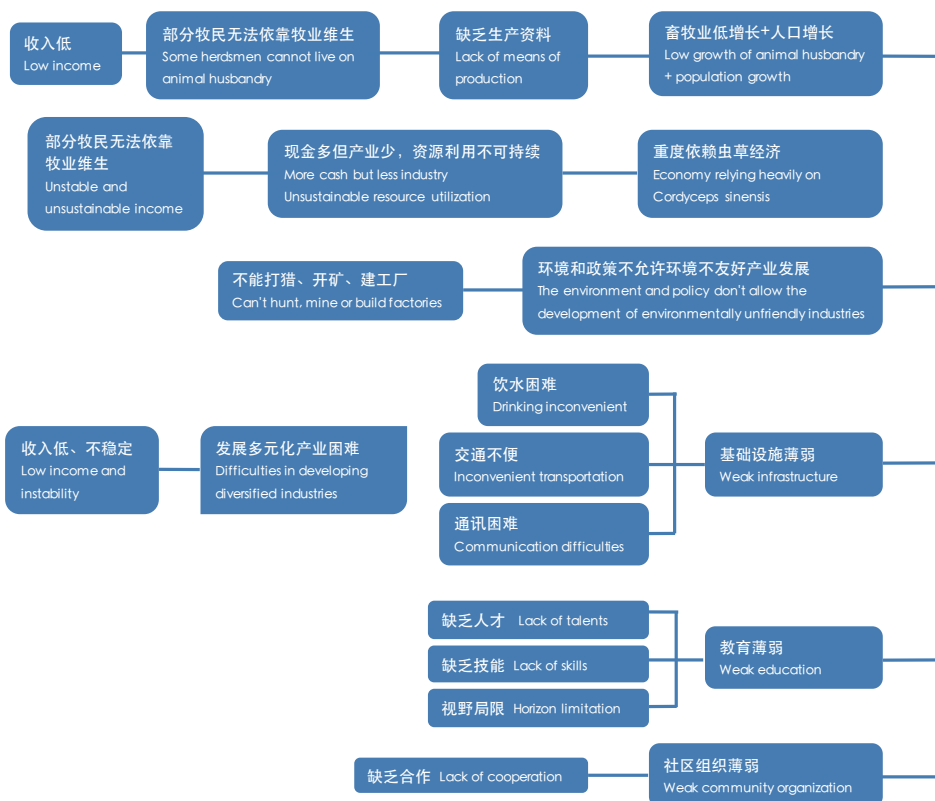 收入低
Low income
部分牧民无法依靠牧业维生
Some herdsmen cannot live on
animal husbandry
缺乏生产资料
Lack of means of
production
畜牧业低增长+人口增长
Low growth of animal husbandry
+ population growth
部分牧民无法依靠
牧业维生
Unstable and
unsustainable income
现金多但产业少，资源利用不可持续
More cash but less industry
Unsustainable resource utilization
重度依赖虫草经济
Economy relying heavily on
Cordyceps sinensis
不能打猎、开矿、建工厂
Can't hunt, mine or build factories
环境和政策不允许环境不友好产业发展
The environment and policy don't allow the
development of environmentally unfriendly industries
收入低、不稳定
Low income and
instability
发展多元化产业困难
Difficulties in developing
diversified industries
饮水困难
Drinking inconvenient
交通不便
Inconvenient transportation
通讯困难
Communication difficulties
基础设施薄弱
Weak infrastructure
缺乏人才 Lack of talents
缺乏技能 Lack of skills
视野局限 Horizon limitation
教育薄弱
Weak education
缺乏合作 Lack of cooperation
社区组织薄弱
Weak community organization